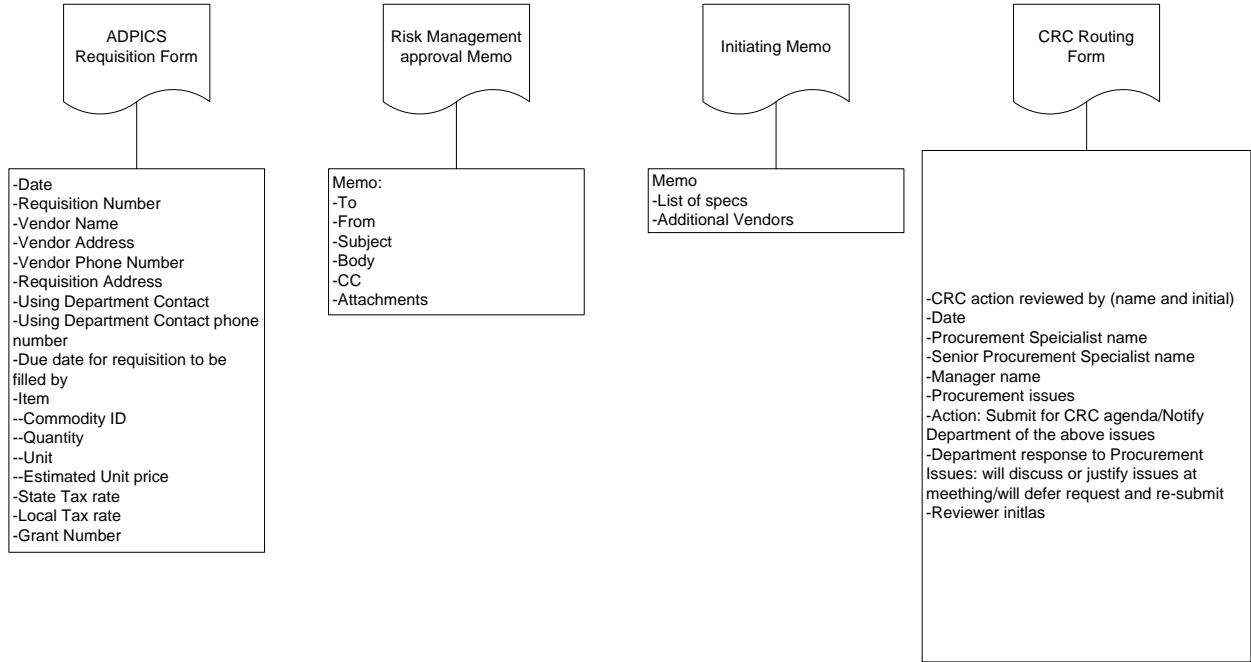 ADPICS
Requisition Form
Risk Management
approval Memo
Initiating Memo
CRC Routing
Form
-Date
-Requisition Number
-Vendor Name
-Vendor Address
-Vendor Phone Number
-Requisition Address
-Using Department Contact
-Using Department Contact phone
number
-Due date for requisition to be
filled by
-Item
--Commodity ID
--Quantity
--Unit
--Estimated Unit price
-State Tax rate
-Local Tax rate
-Grant Number
Memo:
-To
-From
-Subject
-Body
-CC
-Attachments
Memo
-List of specs
-Additional Vendors
-CRC action reviewed by (name and initial)
-Date
-Procurement Speicialist name
-Senior Procurement Specialist name
-Manager name
-Procurement issues
-Action: Submit for CRC agenda/Notify
Department of the above issues
-Department response to Procurement
Issues: will discuss or justify issues at
meething/will defer request and re-submit
-Reviewer initlas